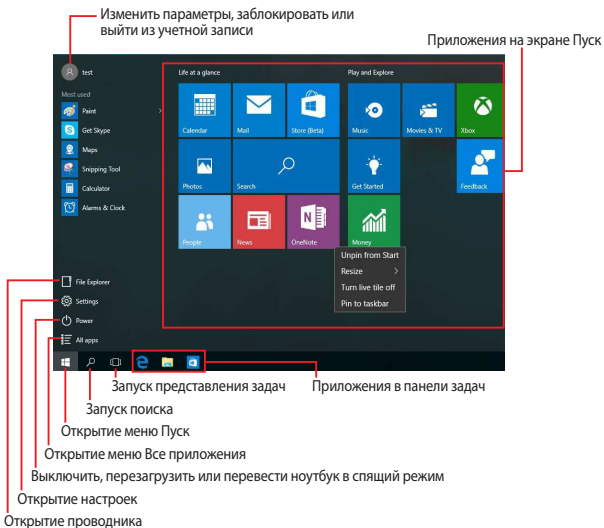 Изменить параметры, заблокировать или
выйти из учетной записи
Приложения на экране Пуск
test
Life at a glance
Play and Explore
Most used
Paint
Get Skype
Maps
Snipping Tool
Calculator
Alarms & Clock
Calendar
Mail
Store (Beta)
Music
Movies & TV
Xbox
Photos
Search
Get Started
Feedback
People
News
OneNote
Money
Unpin from Start
Resize
Turn live tile off
Pin to taskbar
File Explorer
Settings
Power
All apps
Запуск представления задач
Приложения в панели задач
Запуск поиска
Открытие меню Пуск
Открытие меню Все приложения
Выключить, перезагрузить или перевести ноутбук в спящий режим
Открытие настроек
Открытие проводника